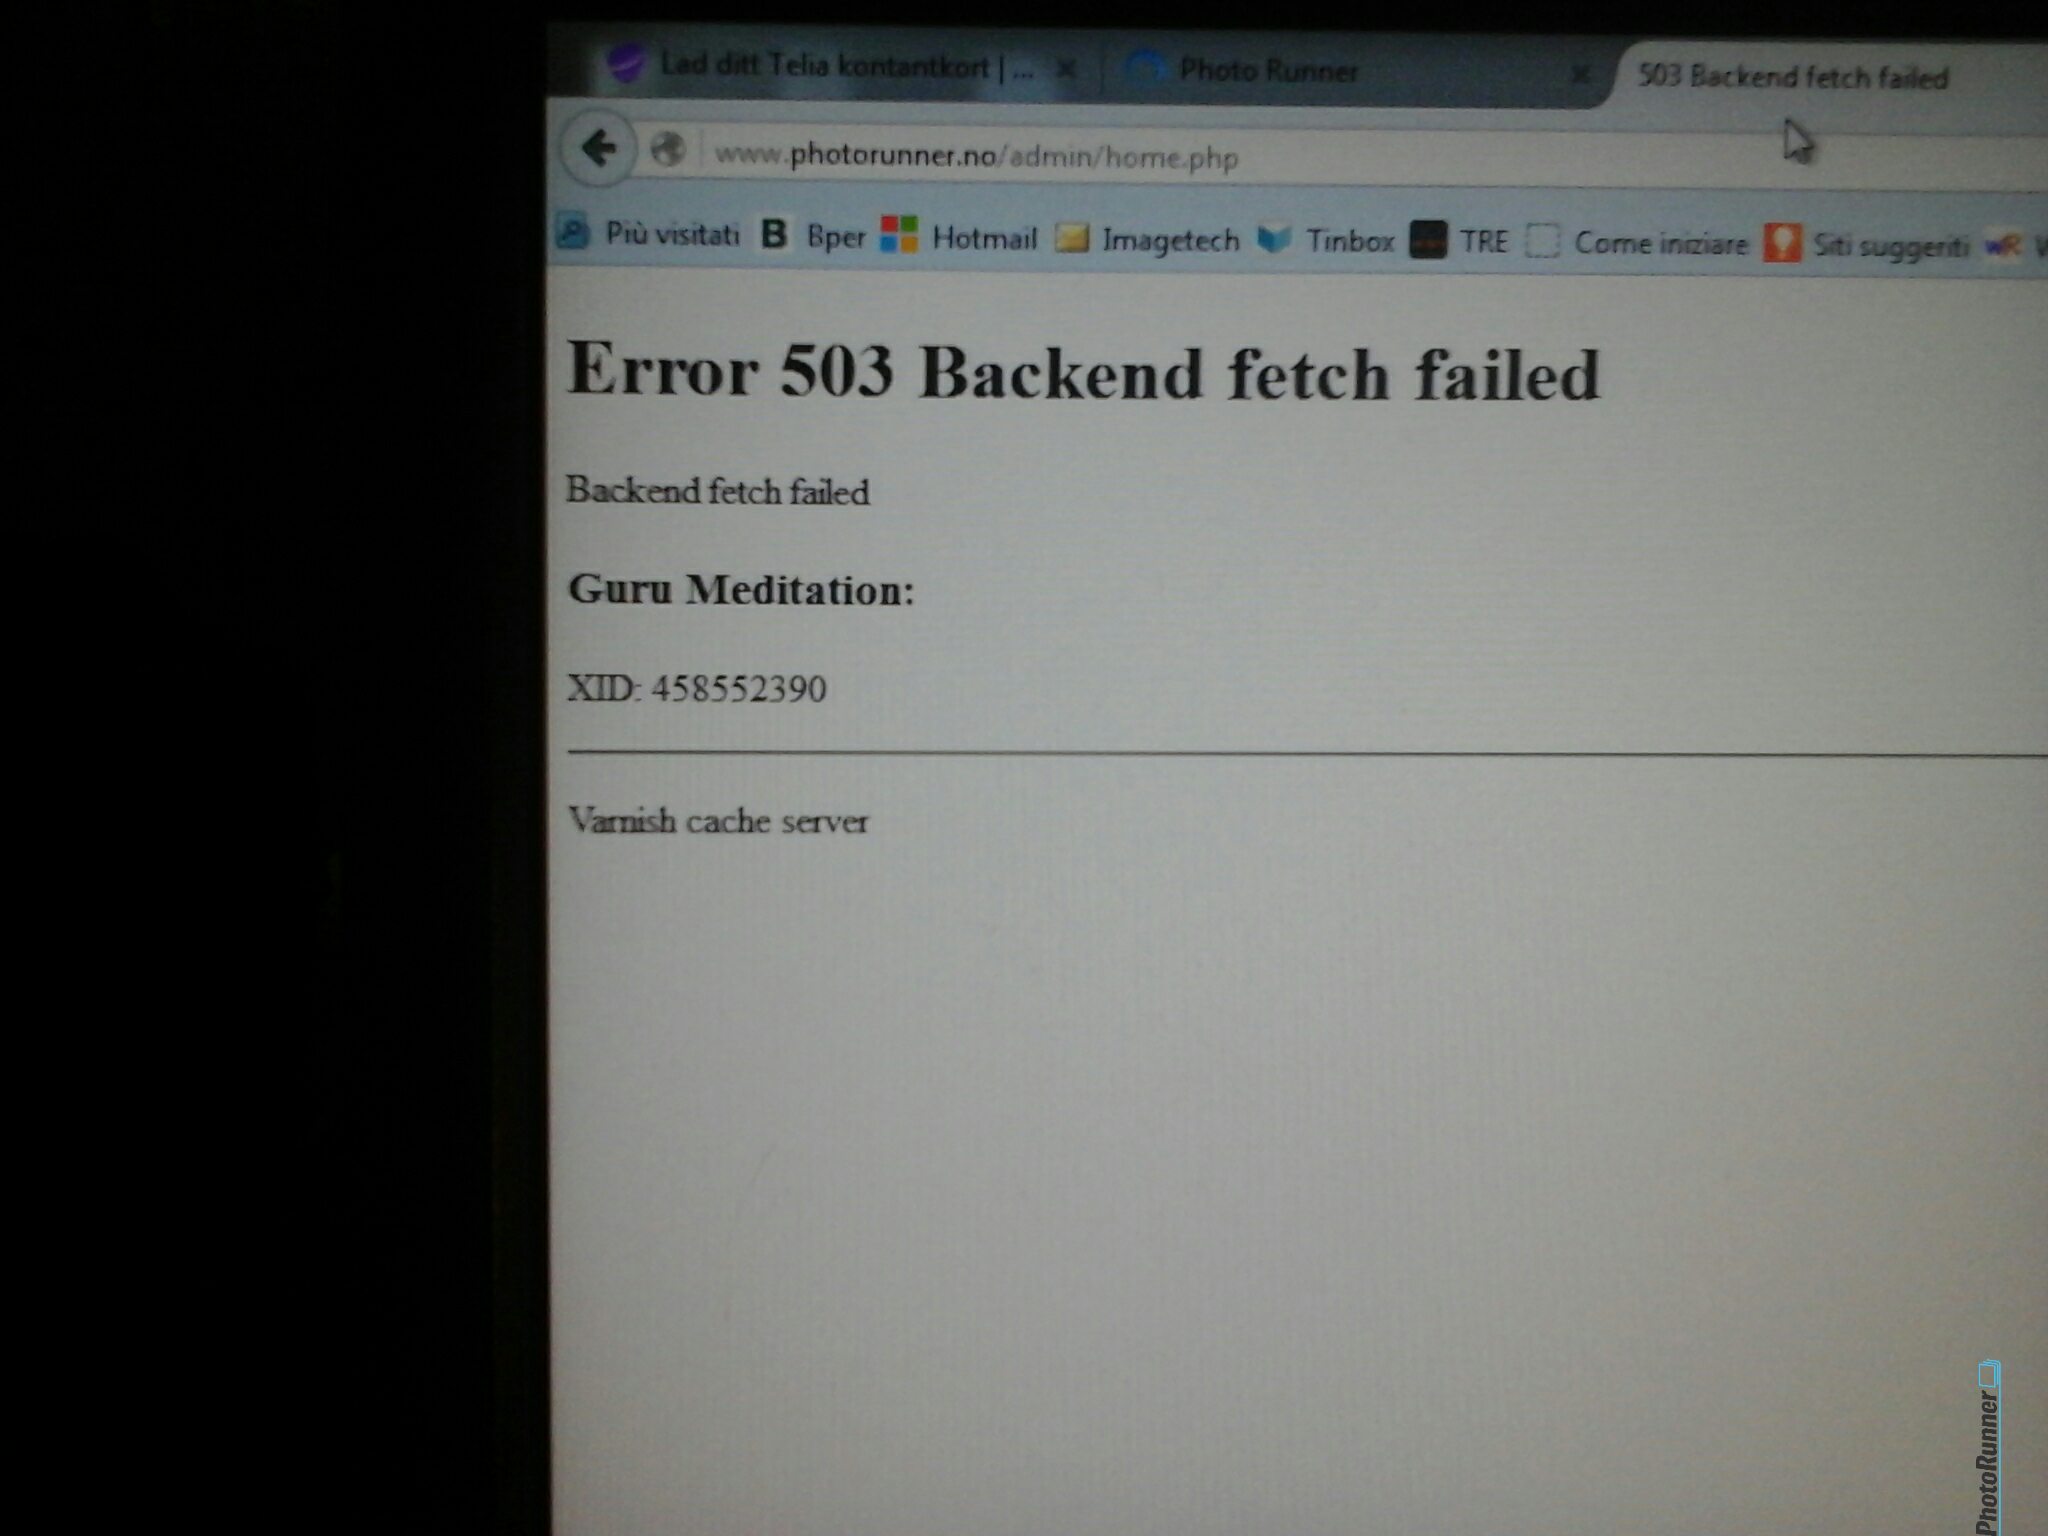 Lad ditt Telia kontantkort | ...
Photo Runner
503 Backend fetch failed
www.photorunner.no/admin/home.php
Più visitati
B Bper
Hotmail
Imagetech
Tinbox
TRE
Come iniziare
Siti suggeriti
wR
Error 503 Backend fetch failed
Backend fetch failed
Guru Meditation:
XID: 458552390
Varnish cache server
PhotoRunner